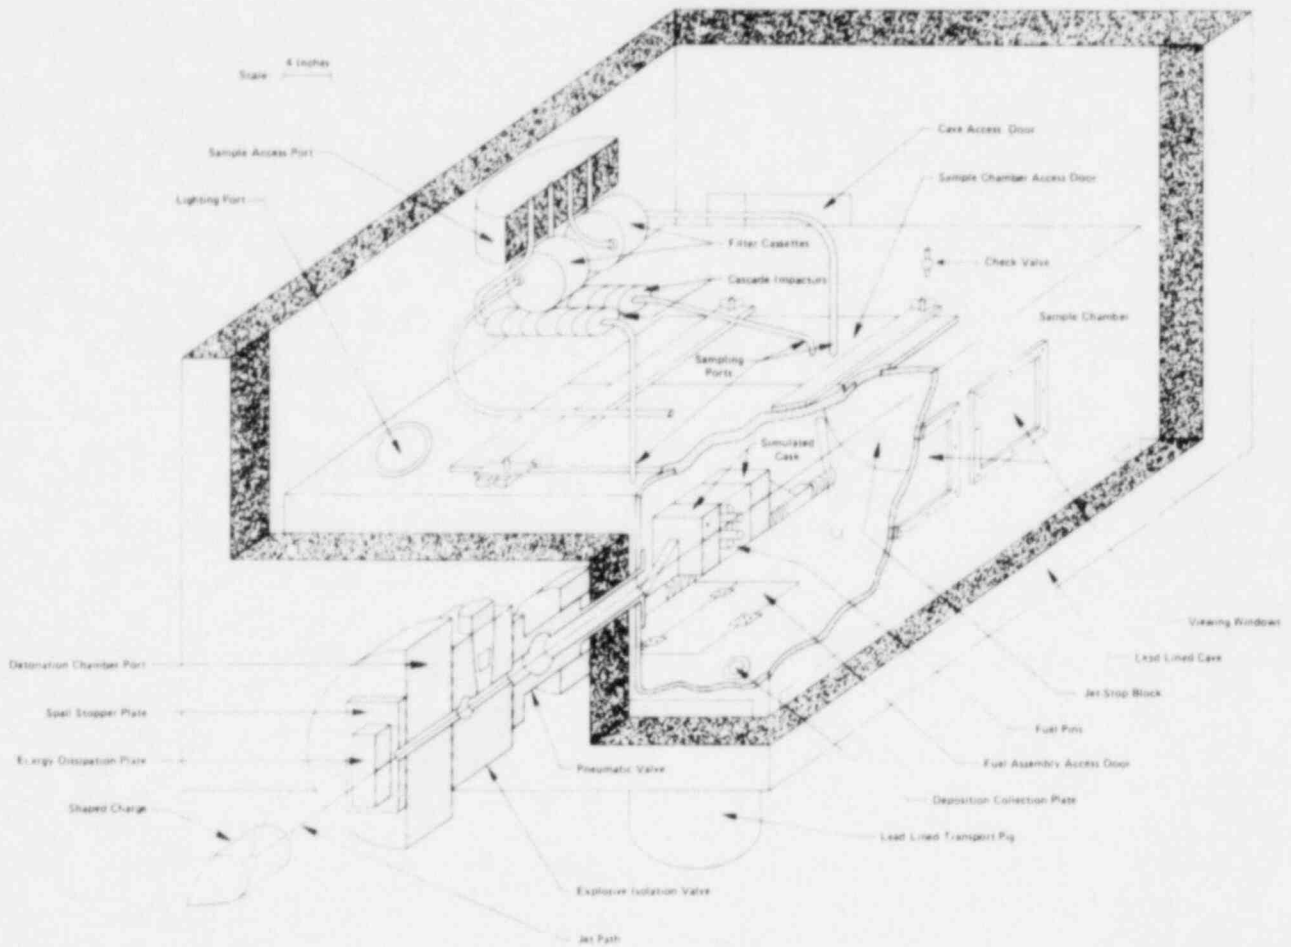 Scale
4 Inches
Sample Access Port
Lighting Port
Cave Access Door
Sample Chamber Access Door
Filter Cassettes
Check Valve
Cascade Impactors
Sample Chamber
Sampling
Ports
Simulated
Cask
Viewing Windows
Detonation Chamber Port
Lead Lined Cave
Jet Stop Block
Spall Stopper Plate
Fuel Pins
Energy Dissipation Plate
Pneumatic Valve
Fuel Assembly Access Door
Shaped Charge
Deposition Collection Plate
Lead Lined Transport Pig
Explosive Isolation Valve
Jet Path